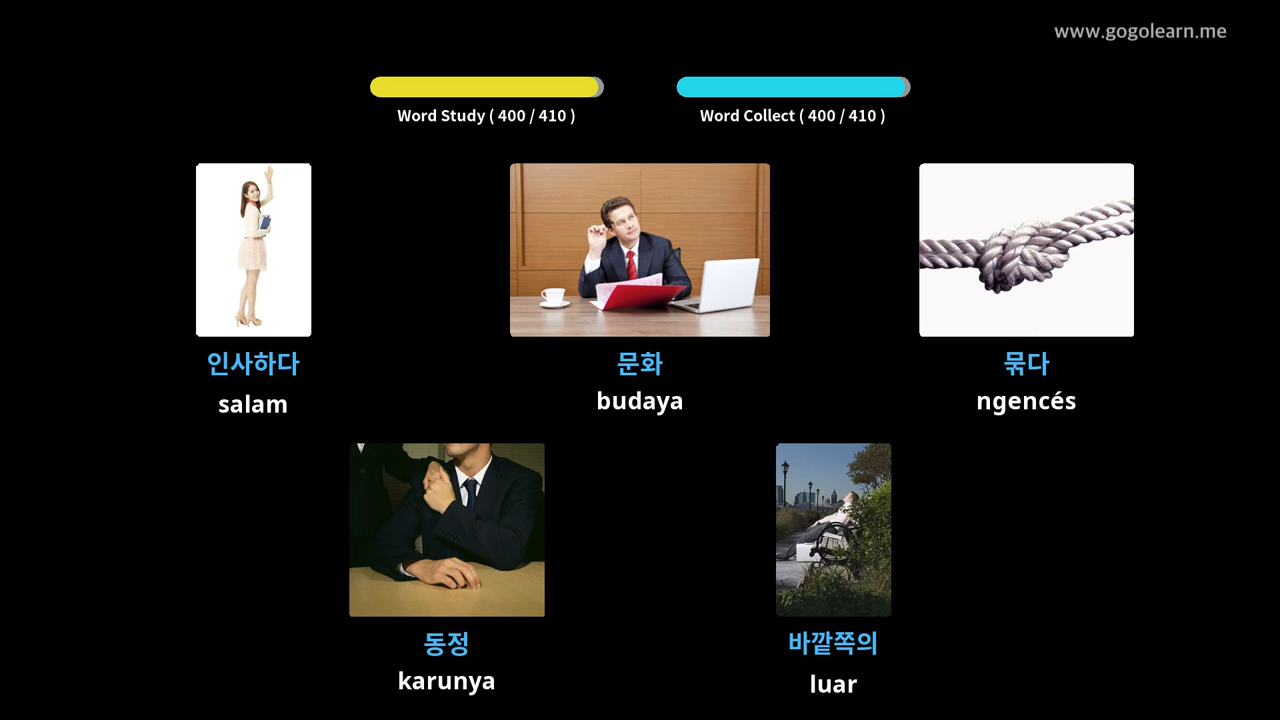 www.gogolearn.me
Word Study ( 400 / 410 )
Word Collect ( 400 / 410 )
인사하다
salam
문화
budaya
묶다
ngencés
동정
karunya
바깥쪽의
luar